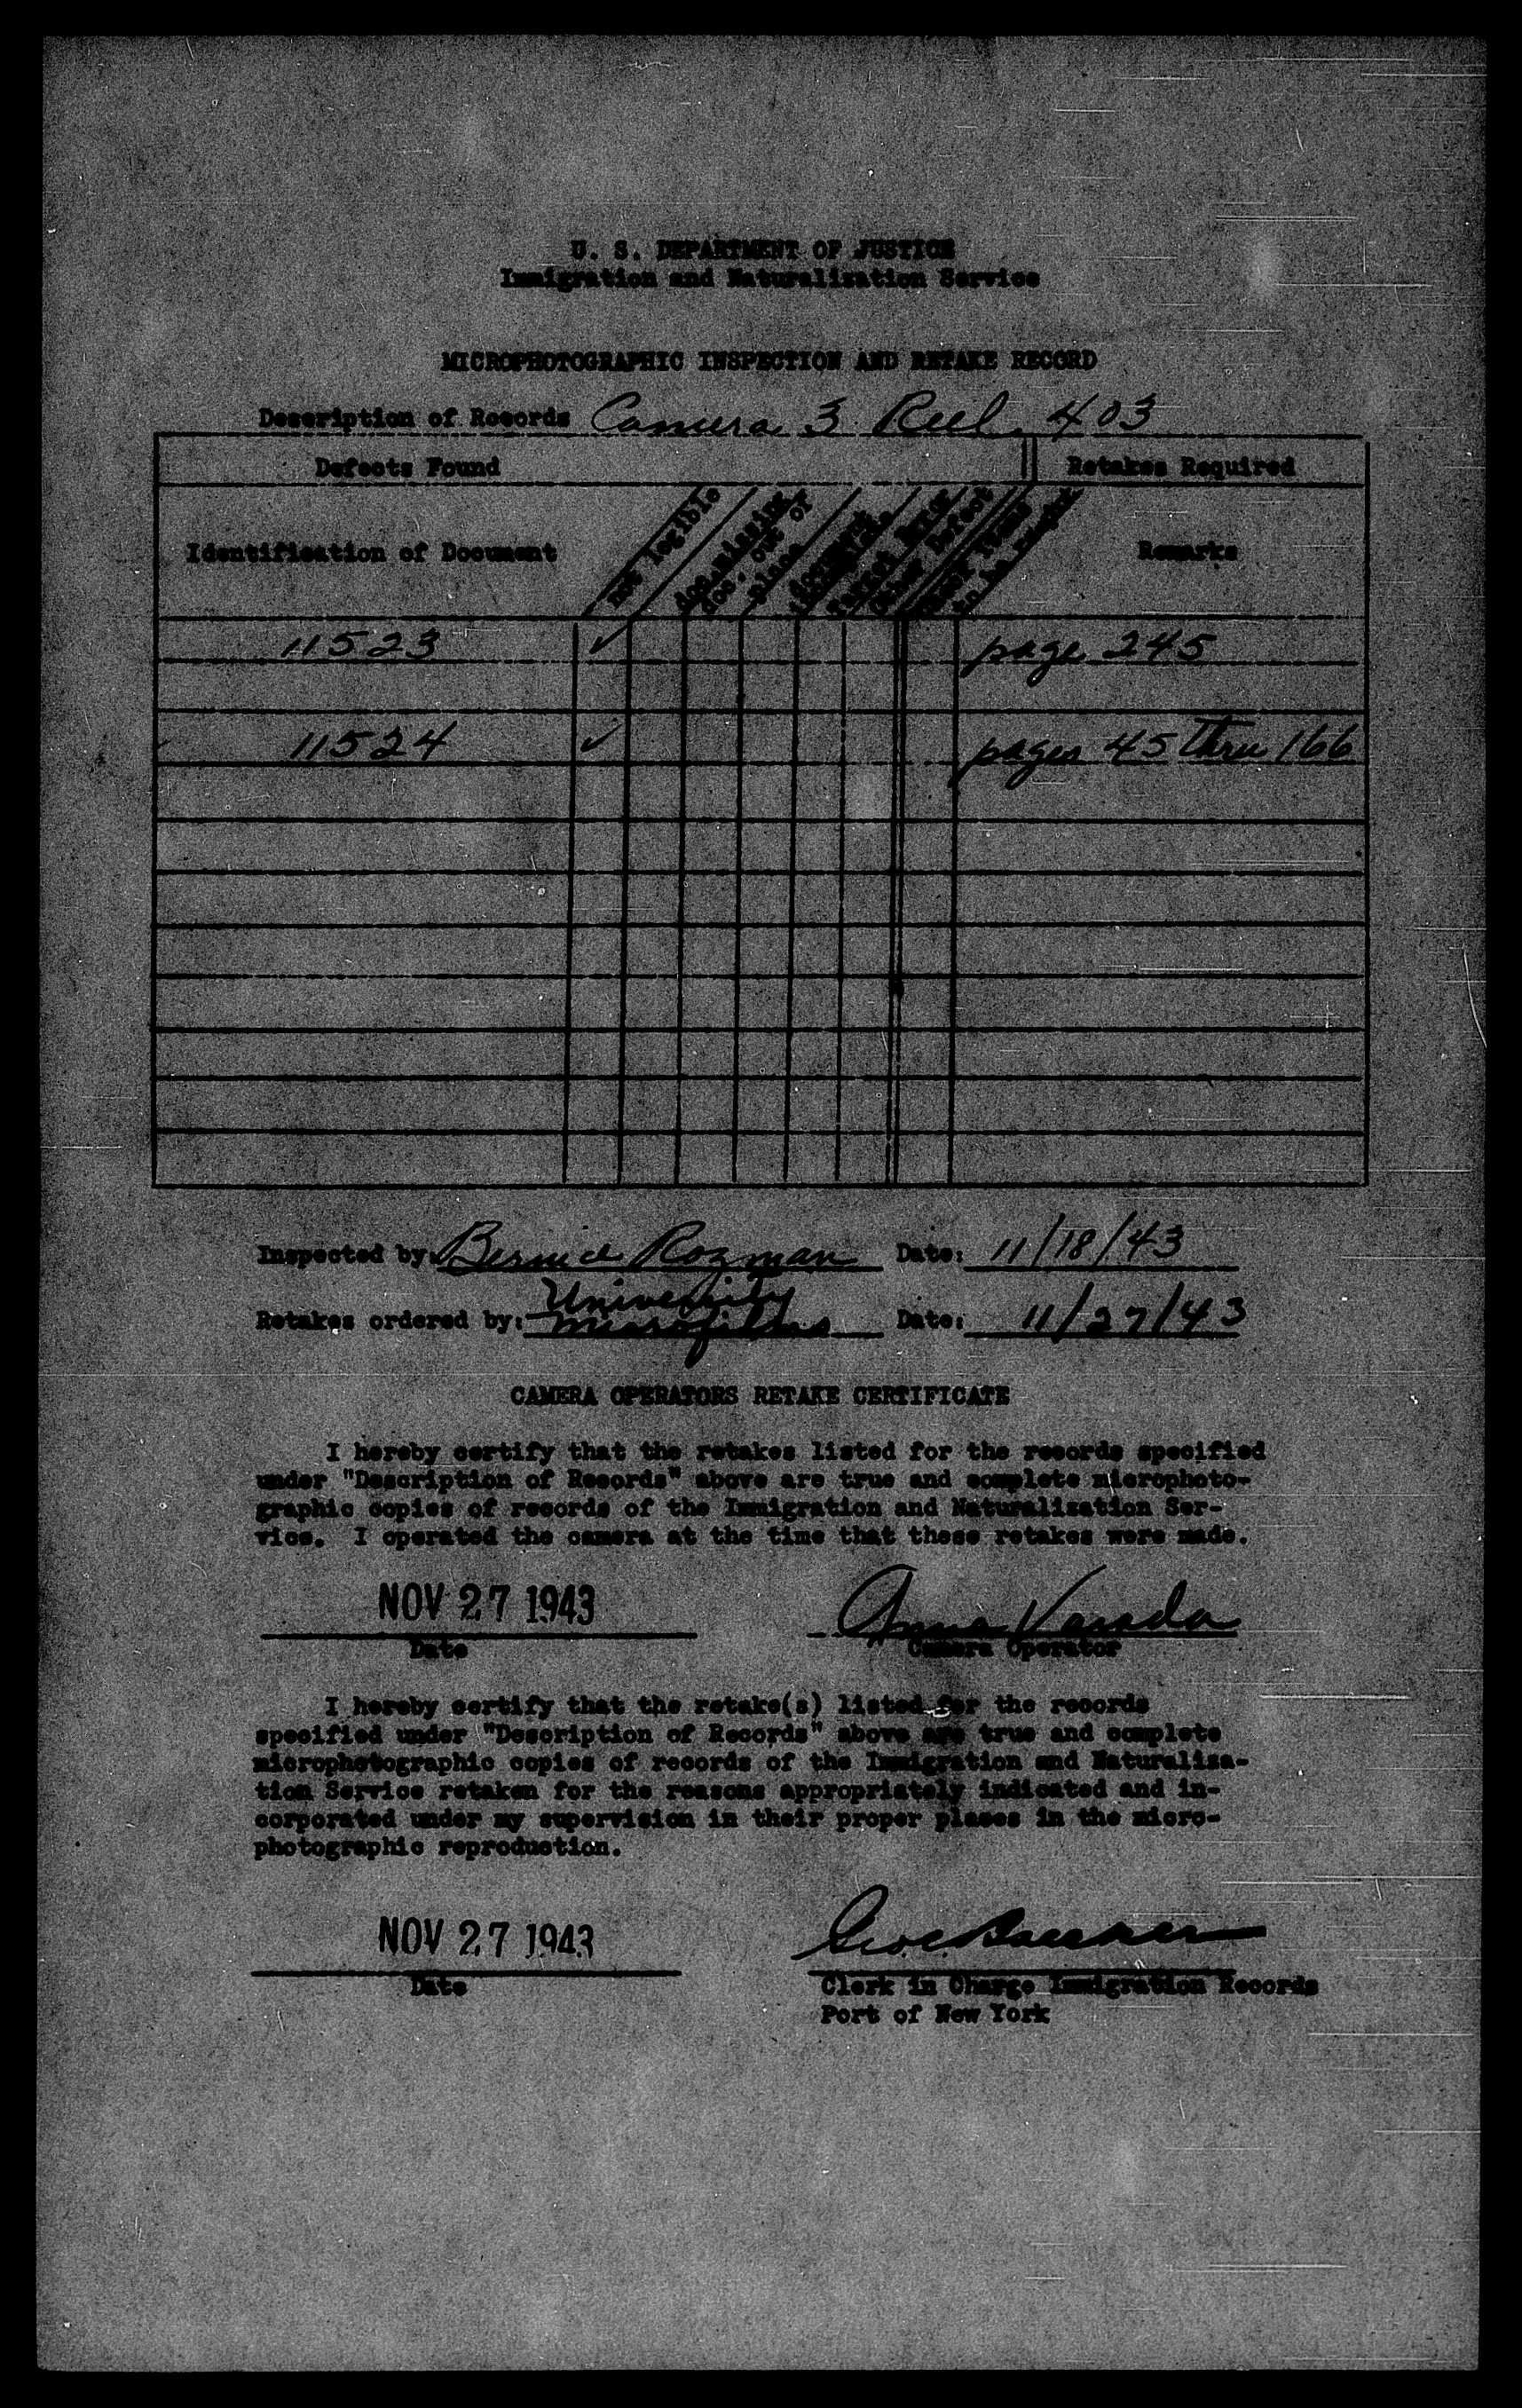 U. S. DEPARTMENT OF JUSTICE
Immigration and Naturalization Service
MICROPHOTOGRAPHIC INSPECTION AND RETAKE RECORD
Description of Records Camera 3 Reel 403
Defects Found Retakes Required
Identification of Document not legible doc. missing doc. out of place document Remarks
11523 ✓ page 245
11524 ✓ pages 45 thru 166
Inspected by: Bernice Rozman Date: 11/18/43
Retakes ordered by: University Microfilms Date: 11/27/43
CAMERA OPERATORS RETAKE CERTIFICATE
I hereby certify that the retakes listed for the records specified
under "Description of Records" above are true and complete microphoto-
graphic copies of records of the Immigration and Naturalization Ser-
vice. I operated the camera at the time that these retakes were made.
NOV 27 1943 Anna
Date Camera Operator
I hereby certify that the retake(s) listed for the records
specified under "Description of Records" above are true and complete
microphotographic copies of records of the Immigration and Naturaliza-
tion Service retaken for the reasons appropriately indicated and in-
corporated under my supervision in their proper places in the micro-
photographic reproduction.
NOV 27 1943
Date Clerk in Charge Immigration Records
Port of New York